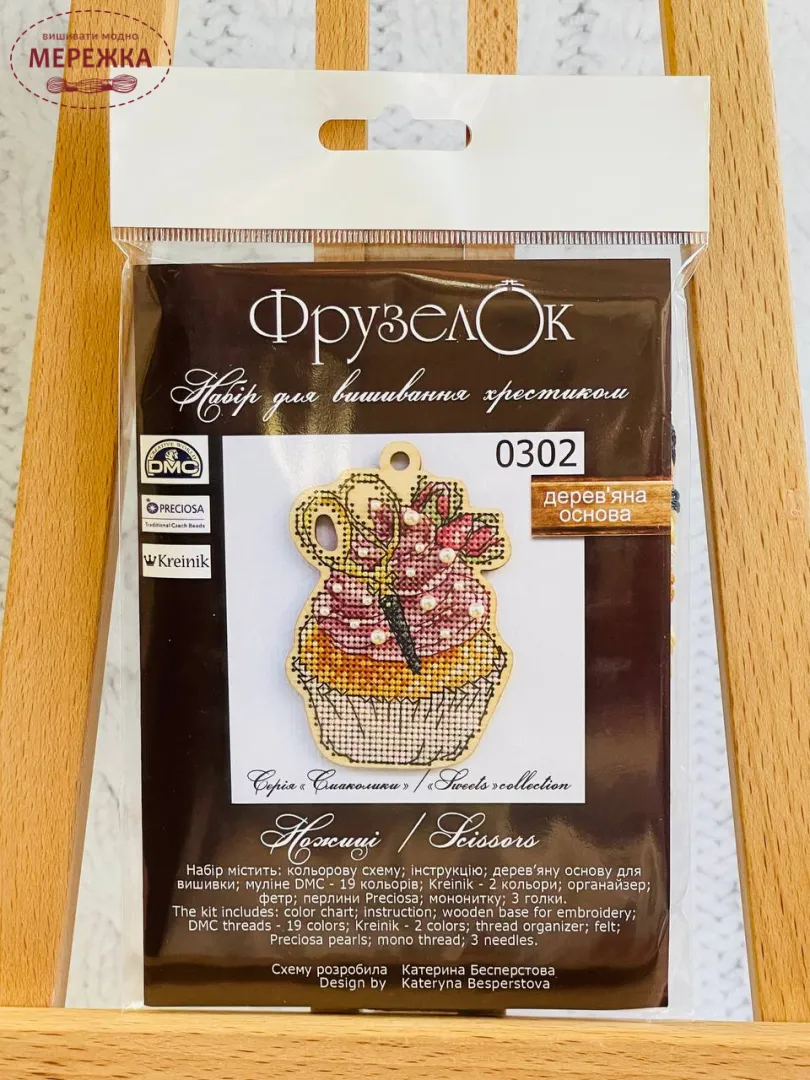 вишивати модно
МЕРЕЖКА
ФрузелОк
Набір для вишивання хрестиком
0302
CREATIVE WORLD
DMC
дерев'яна
основа
PRECIOSA
Traditional Czech Beads
Kreinik
Серія «Смаколики» / «Sweets» collection
Ножиці / Scissors
Набір містить: кольорову схему; інструкцію; дерев'яну основу для
вишивки; муліне DMC - 19 кольорів; Kreinik - 2 кольори; органайзер;
фетр; перлини Preciosa; мононитку; 3 голки.
The kit includes: color chart; instruction; wooden base for embroidery;
DMC threads - 19 colors; Kreinik - 2 colors; thread organizer; felt;
Preciosa pearls; mono thread; 3 needles.
Схему розробила Катерина Бесперстова
Design by Kateryna Besperstova